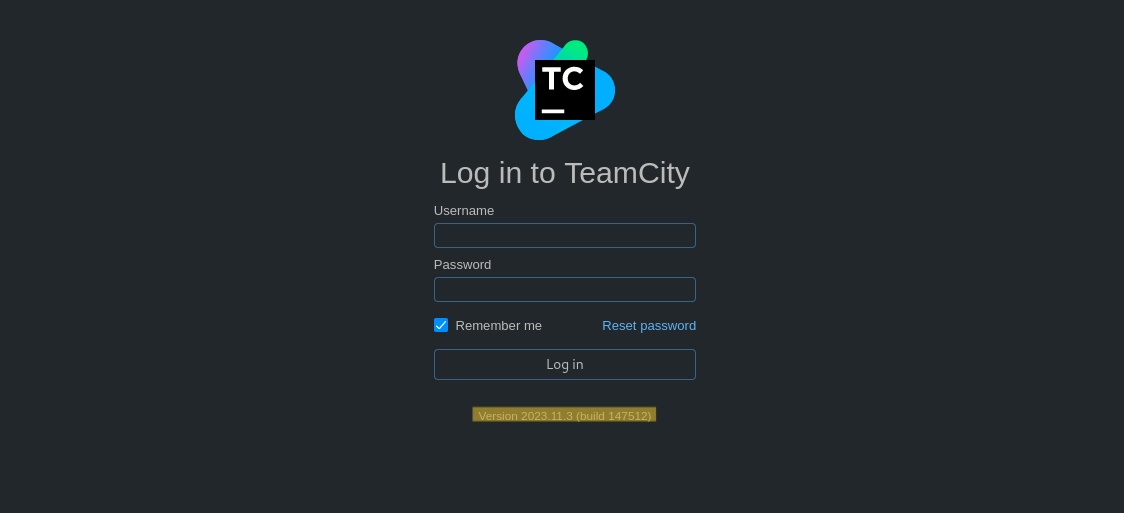 TC
Log in to TeamCity
Username
Password
Remember me
Reset password
Log in
Version 2023.11.3 (build 147512)